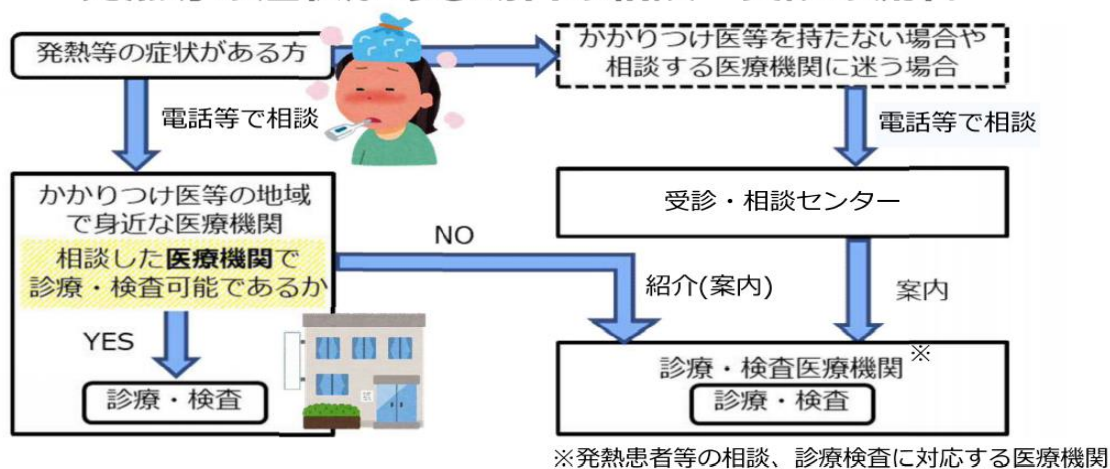 発熱等の症状がある方
かかりつけ医等を持たない場合や
相談する医療機関に迷う場合
電話等で相談
電話等で相談
かかりつけ医等の地域
で身近な医療機関
相談した医療機関で
診療・検査可能であるか
NO
YES
診療・検査
受診・相談センター
紹介(案内)
案内
診療・検査医療機関※
診療・検査
※発熱患者等の相談、診療検査に対応する医療機関